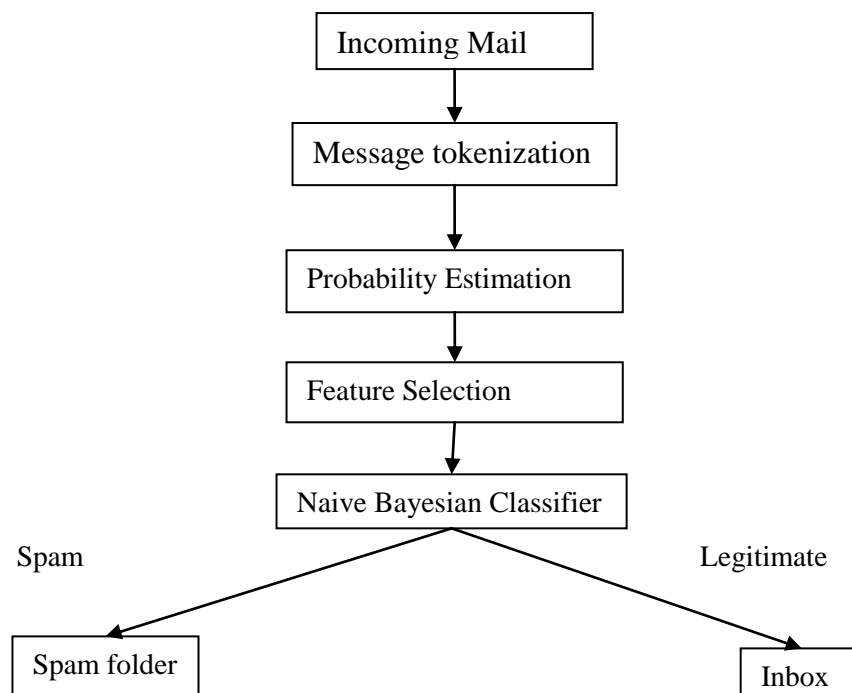 Incoming Mail
Message tokenization
Probability Estimation
Feature Selection
Naive Bayesian Classifier
Spam
Legitimate
Spam folder
Inbox